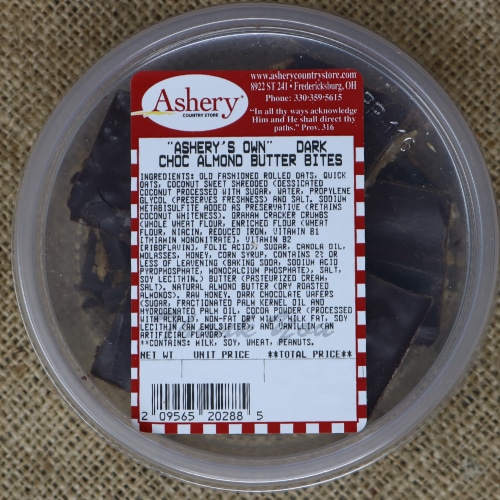 www.asherycountrystore.com
8922 ST 241 • Fredericksburg, OH
Phone: 330-359-5615
"In all thy ways acknowledge
Him and He shall direct thy
paths." Prov. 316
Ashery
COUNTRY STORE
"ASHERY'S OWN" DARK
CHOC ALMOND BUTTER BITES
INGREDIENTS: OLD FASHIONED ROLLED OATS, QUICK
OATS, COCONUT SWEET SHREDDED (DESSICATED
COCONUT PROCESSED WITH SUGAR, WATER, PROPYLENE
GLYCOL (PRESERVES FRESHNESS) AND SALT, SODIUM
METABISULFITE ADDED AS PRESERVATIVE (RETAINS
COCONUT WHITENESS), GRAHAM CRACKER CRUMBS
(WHOLE WHEAT FLOUR, ENRICHED FLOUR (WHEAT
FLOUR, NIACIN, REDUCED IRON, VITAMIN B1
[THIAMIN MONONITRATE], VITAMIN B2
[RIBOFLAVIN], FOLIC ACID), SUGAR, CANOLA OIL,
MOLASSES, HONEY, CORN SYRUP, CONTAINS 2% OR
LESS OF LEAVENING (BAKING SODA, SODIUM ACID
PYROPHOSPHATE, MONOCALCIUM PHOSPHATE), SALT,
SOY LECITHIN,) BUTTER (PASTEURIZED CREAM,
SALT), NATURAL ALMOND BUTTER (DRY ROASTED
ALMONDS), RAW HONEY, DARK CHOCOLATE WAFERS
(SUGAR, FRACTIONATED PALM KERNEL OIL AND
HYDROGENATED PALM OIL, COCOA POWDER (PROCESSED
WITH ALKALI), NON-FAT DRY MILK, MILK FAT, SOY
LECITHIN (AN EMULSIFIER), VANILLIN (AN
ARTIFICIAL FLAVOR).
**CONTAINS: MILK, SOY, WHEAT, PEANUTS.
NET WT UNIT PRICE **TOTAL PRICE**
2 09565 20288 5